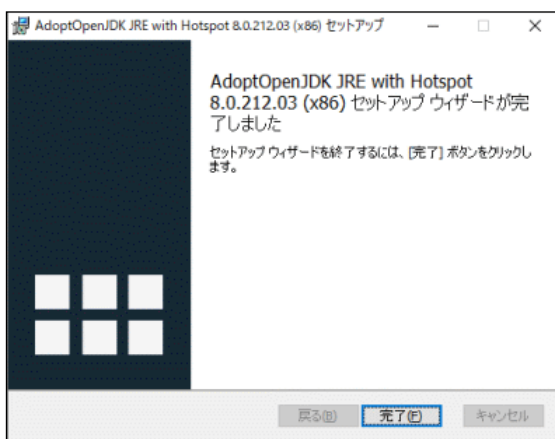 AdoptOpenJDK JRE with Hotspot 8.0.212.03 (x86) セットアップ
AdoptOpenJDK JRE with Hotspot
8.0.212.03 (x86) セットアップ ウィザードが完
了しました
セットアップ ウィザードを終了するには、[完了] ボタンをクリックし
ます。
戻る(B) 完了(F) キャンセル